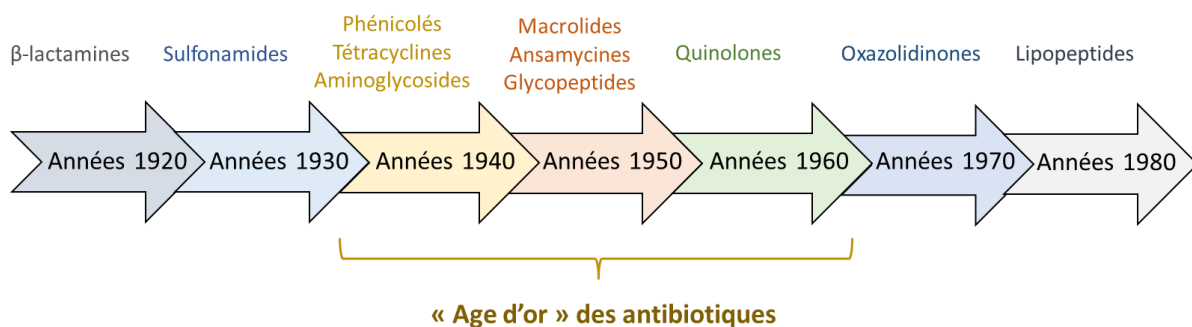 β-lactamines
Sulfonamides
Phénicolés
Tétracyclines
Aminoglycosides
Macrolides
Ansamycines
Glycopeptides
Quinolones
Oxazolidinones
Lipopeptides
Années 1920
Années 1930
Années 1940
Années 1950
Années 1960
Années 1970
Années 1980
« Age d’or » des antibiotiques